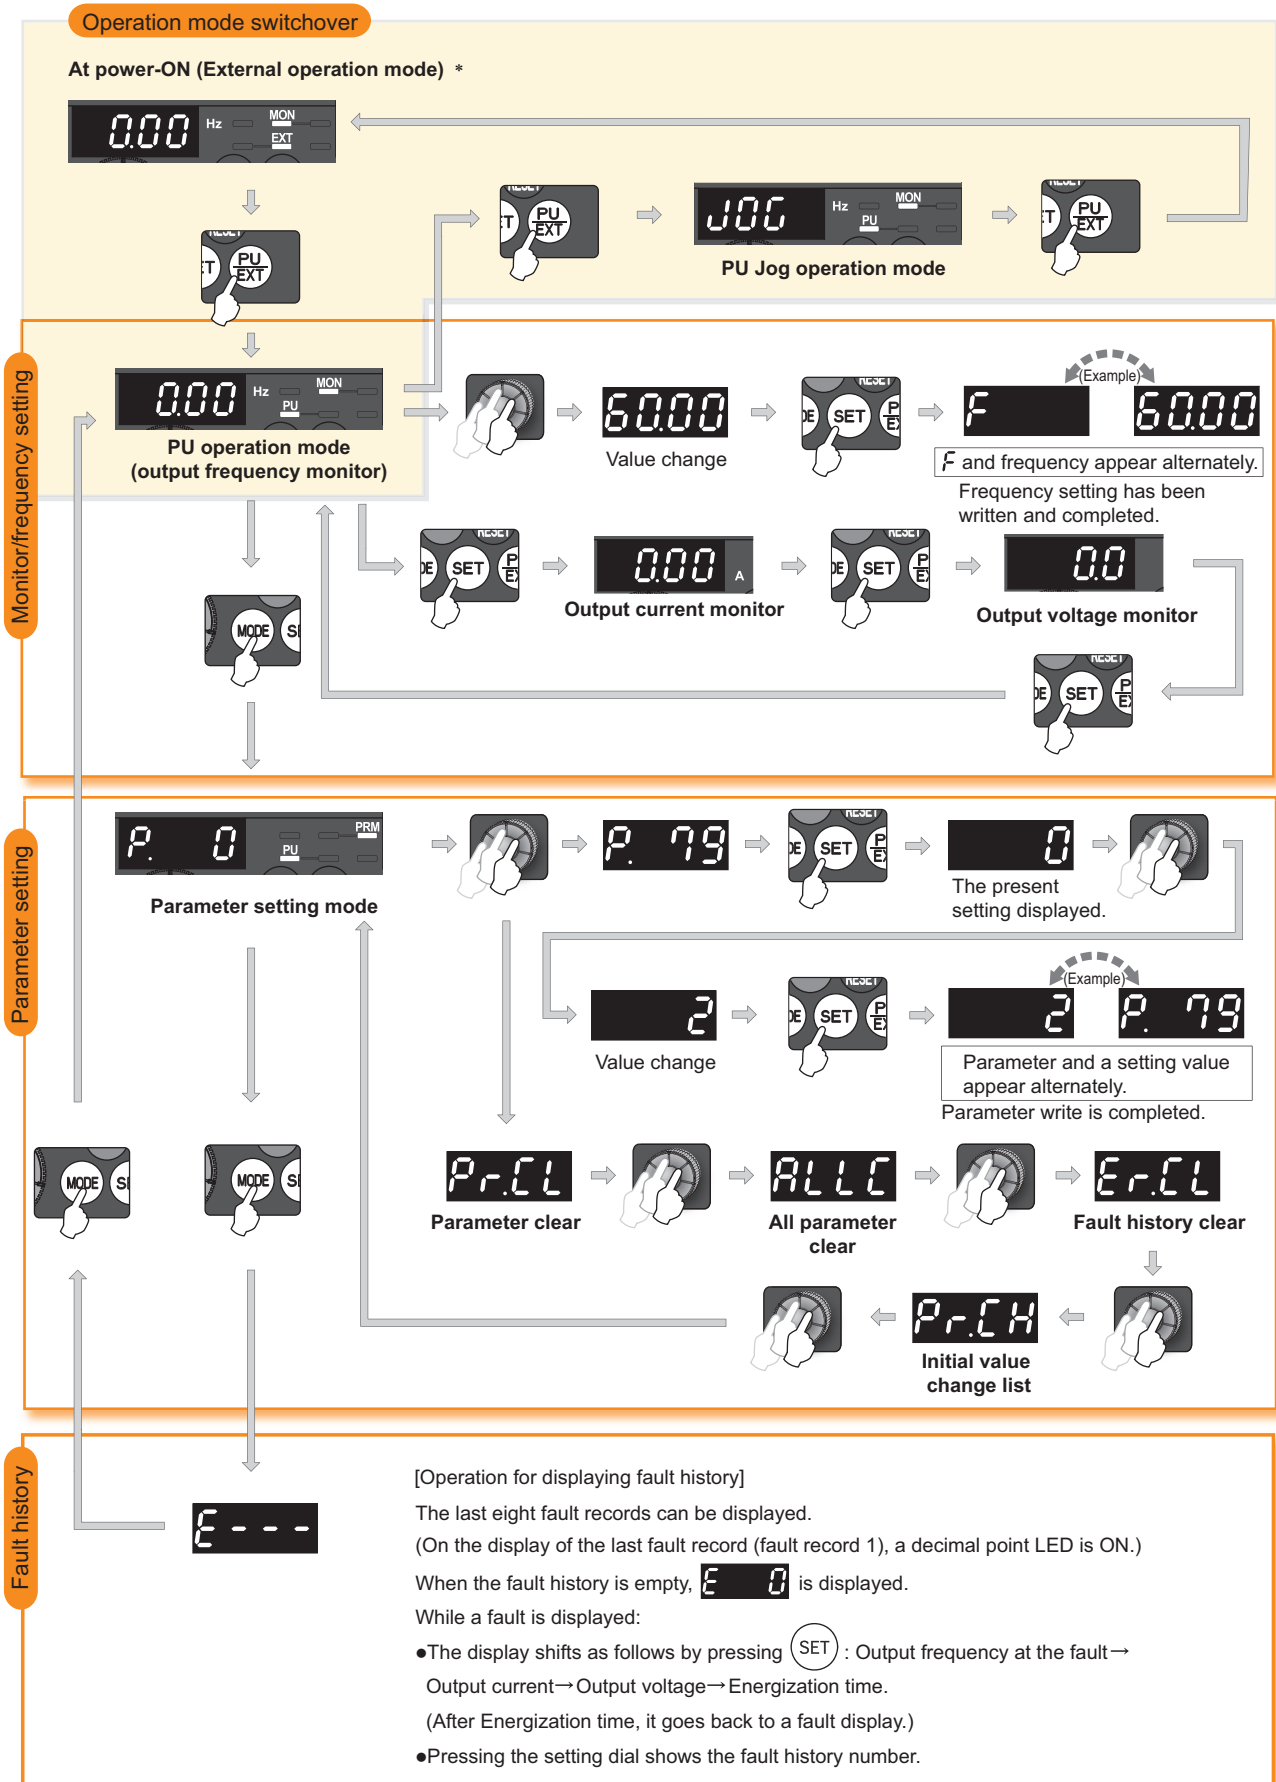 Operation mode switchover
At power-ON (External operation mode) *
0.00 Hz MON EXT
PU EXT
RESET PU EXT
JOG Hz MON PU
PU EXT
PU Jog operation mode
Monitor/frequency setting
0.00 Hz MON PU
PU operation mode
(output frequency monitor)
60.00
Value change
RESET SET
(Example)
F 60.00
F and frequency appear alternately.
Frequency setting has been
written and completed.
RESET SET
0.00 A
Output current monitor
RESET SET
0.0
Output voltage monitor
MODE
RESET SET
Parameter setting
P. 0 PRM PU
Parameter setting mode
P. 79
RESET SET
0
The present
setting displayed.
2
Value change
RESET SET
(Example)
2 P. 79
Parameter and a setting value
appear alternately.
Parameter write is completed.
MODE
MODE
Pr.CL
Parameter clear
ALLC
All parameter
clear
Er.CL
Fault history clear
Pr.CH
Initial value
change list
Fault history
E---
[Operation for displaying fault history]
The last eight fault records can be displayed.
(On the display of the last fault record (fault record 1), a decimal point LED is ON.)
When the fault history is empty, E 0 is displayed.
While a fault is displayed:
●The display shifts as follows by pressing SET : Output frequency at the fault→
Output current→Output voltage→Energization time.
(After Energization time, it goes back to a fault display.)
●Pressing the setting dial shows the fault history number.